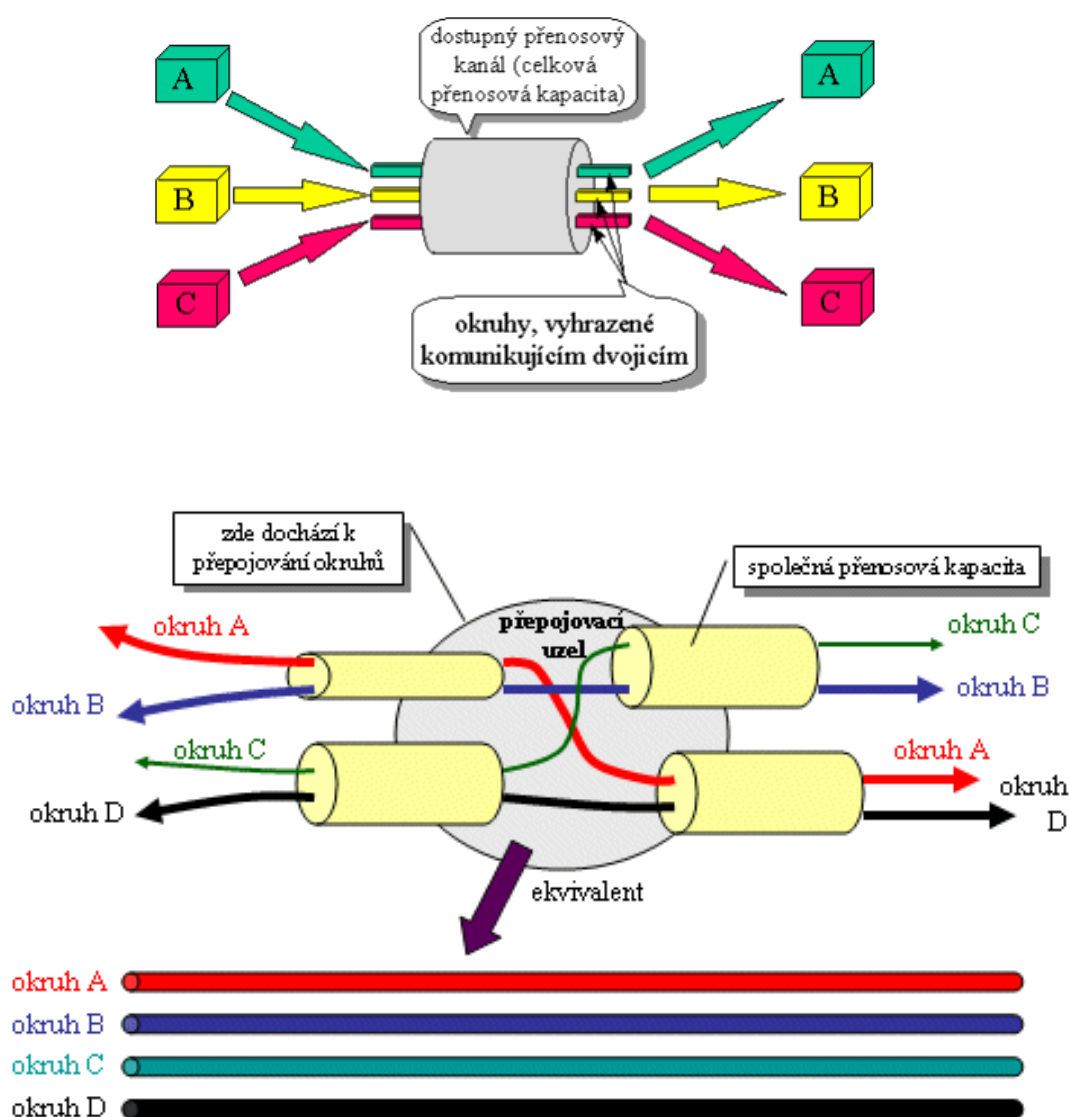 dostupný přenosový
kanál (celková
přenosová kapacita)
A
A
B
B
C
C
okruhy, vyhrazené
komunikujícím dvojicím
zde dochází k
přepojování okruhů
společná přenosová kapacita
okruh A
přepojovací
uzel
okruh C
okruh B
okruh B
okruh C
okruh A
okruh D
okruh
D
ekvivalent
okruh A
okruh B
okruh C
okruh D